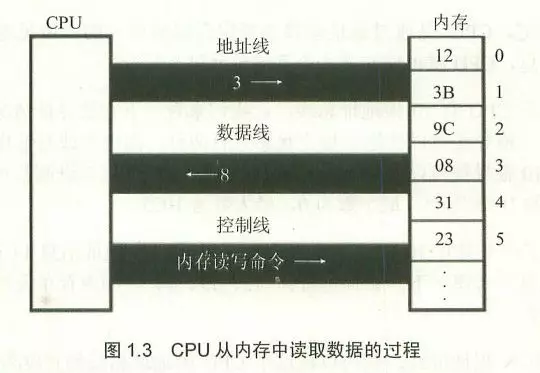 CPU
内存
地址线
12 0
3 →
3B 1
数据线
9C 2
08 3
←8
31 4
控制线
23 5
内存读写命令 →
.
.
图 1.3 CPU 从内存中读取数据的过程